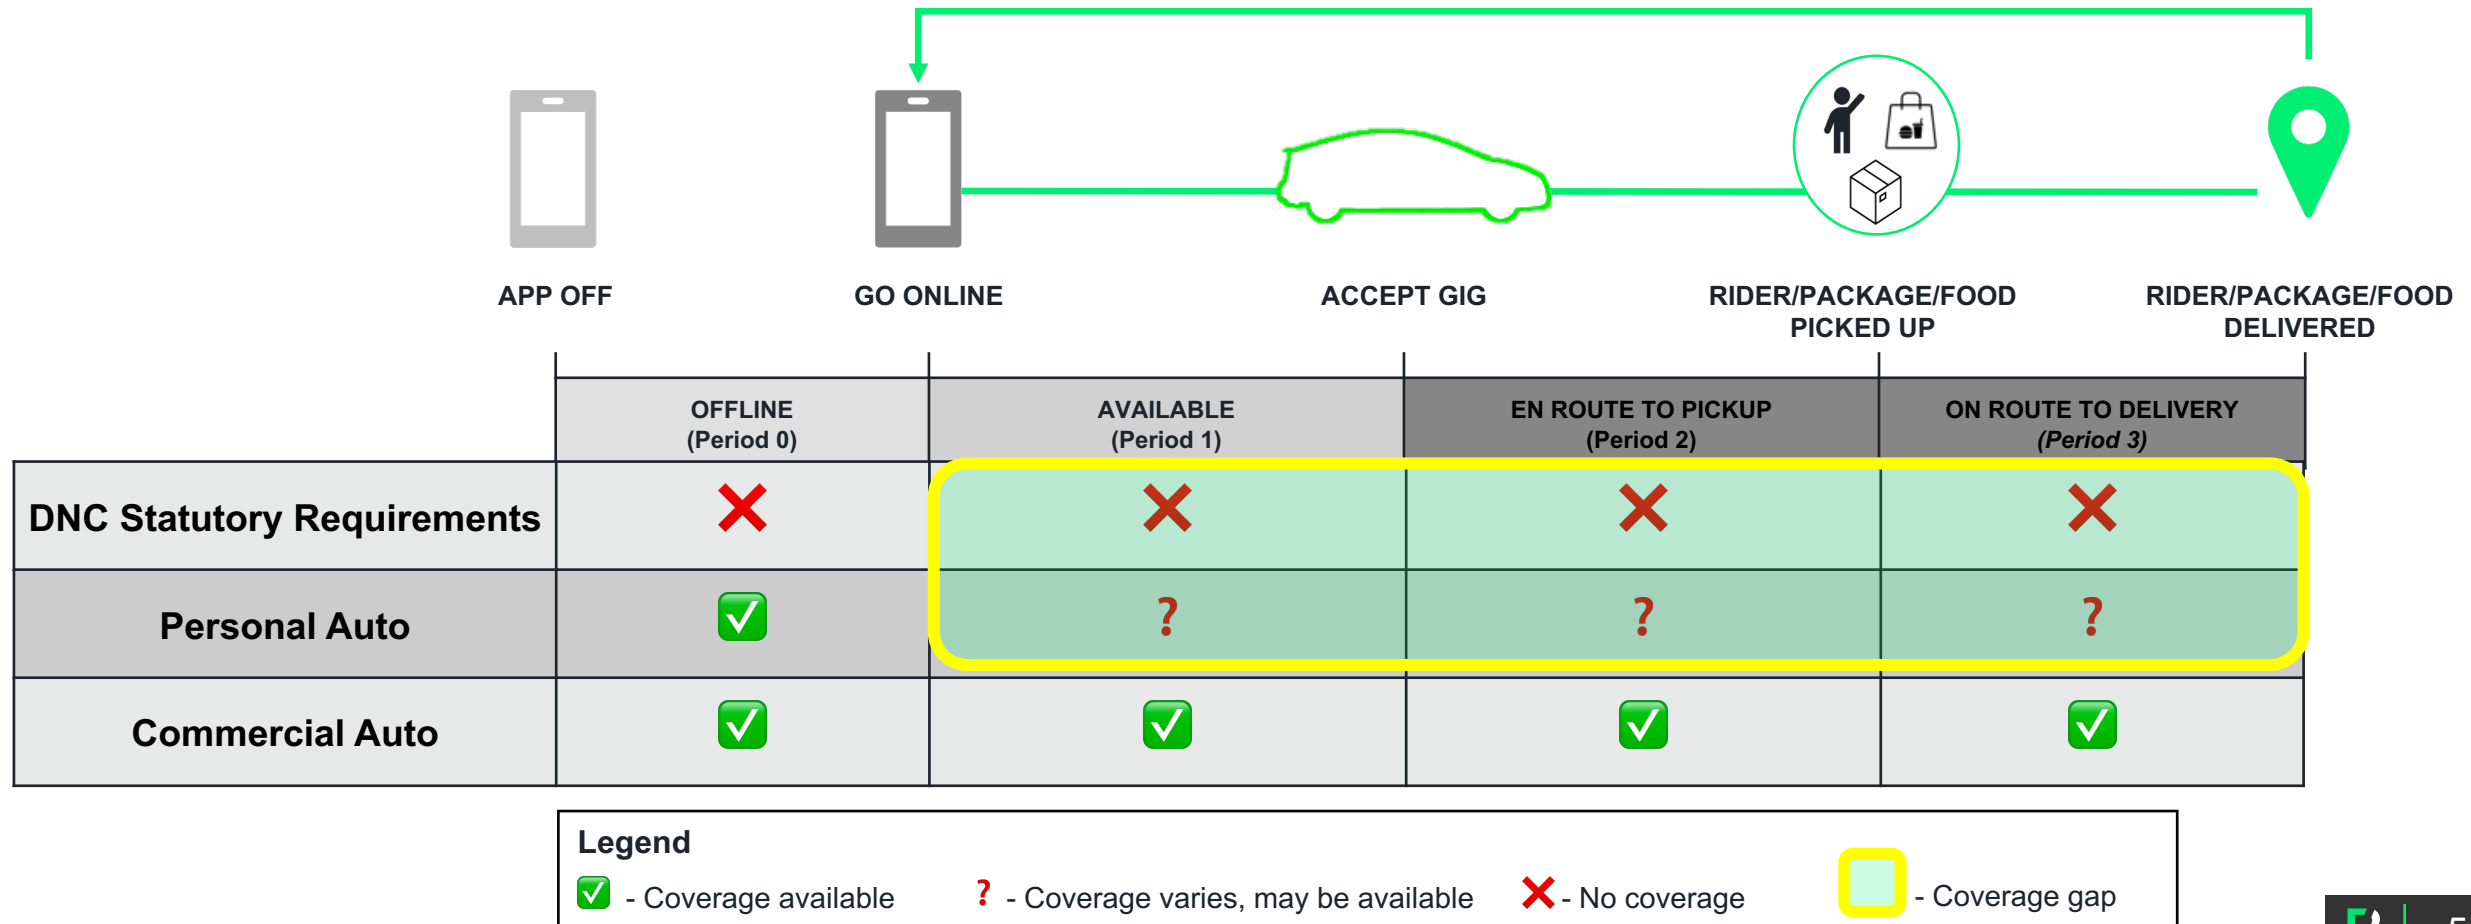 APP OFF
GO ONLINE
ACCEPT GIG
RIDER/PACKAGE/FOOD
PICKED UP
RIDER/PACKAGE/FOOD
DELIVERED
OFFLINE
(Period 0)
AVAILABLE
(Period 1)
EN ROUTE TO PICKUP
(Period 2)
ON ROUTE TO DELIVERY
(Period 3)
DNC Statutory Requirements
Personal Auto
? ? ?
Commercial Auto
Legend
- Coverage available
? - Coverage varies, may be available
- No coverage
- Coverage gap